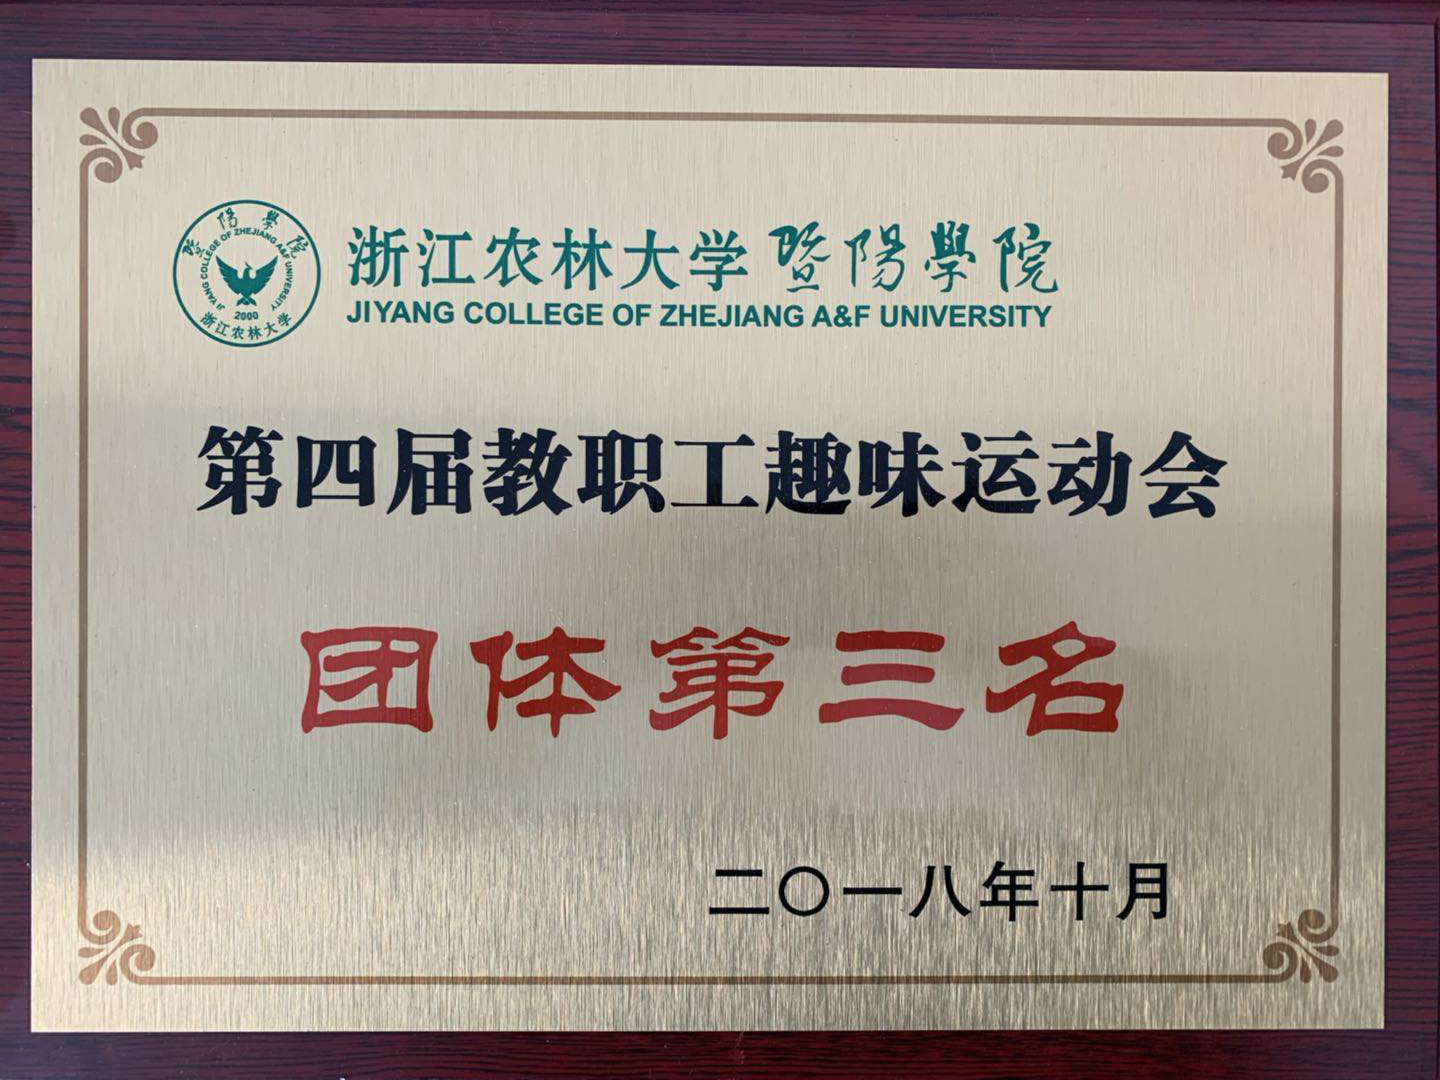 暨陽學院
JI YANG COLLEGE OF ZHEJIANG A&F UNIVERSITY
2000
浙江农林大学
浙江农林大学暨陽學院
JIYANG COLLEGE OF ZHEJIANG A&F UNIVERSITY
第四届教职工趣味运动会
团体第三名
二〇一八年十月